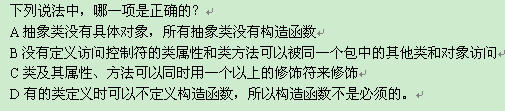 下列说法中，哪一项是正确的？
A 抽象类没有具体对象，所有抽象类没有构造函数
B 没有定义访问控制符的类属性和类方法可以被同一个包中的其他类和对象访问
C 类及其属性、方法可以同时用一个以上的修饰符来修饰
D 有的类定义时可以不定义构造函数，所以构造函数不是必须的。